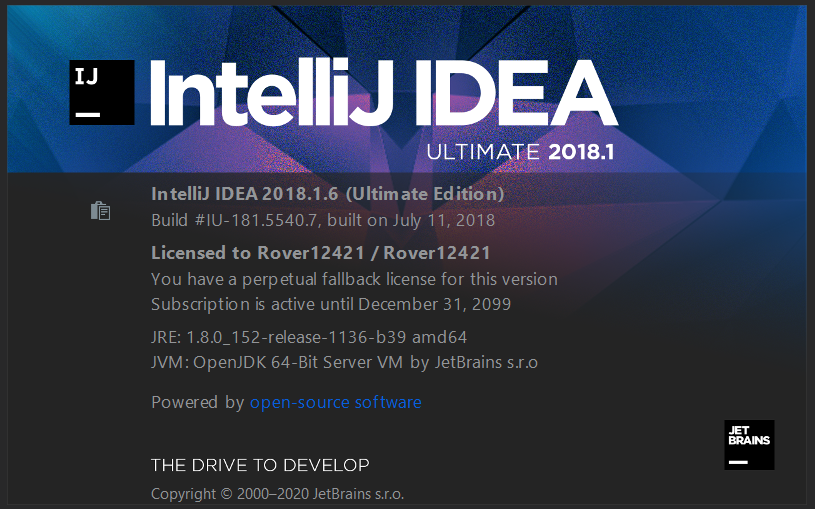 IJ
IntelliJ IDEA
ULTIMATE 2018.1
IntelliJ IDEA 2018.1.6 (Ultimate Edition)
Build #IU-181.5540.7, built on July 11, 2018
Licensed to Rover12421 / Rover12421
You have a perpetual fallback license for this version
Subscription is active until December 31, 2099
JRE: 1.8.0_152-release-1136-b39 amd64
JVM: OpenJDK 64-Bit Server VM by JetBrains s.r.o
Powered by open-source software
JET
BRAINS
THE DRIVE TO DEVELOP
Copyright © 2000–2020 JetBrains s.r.o.